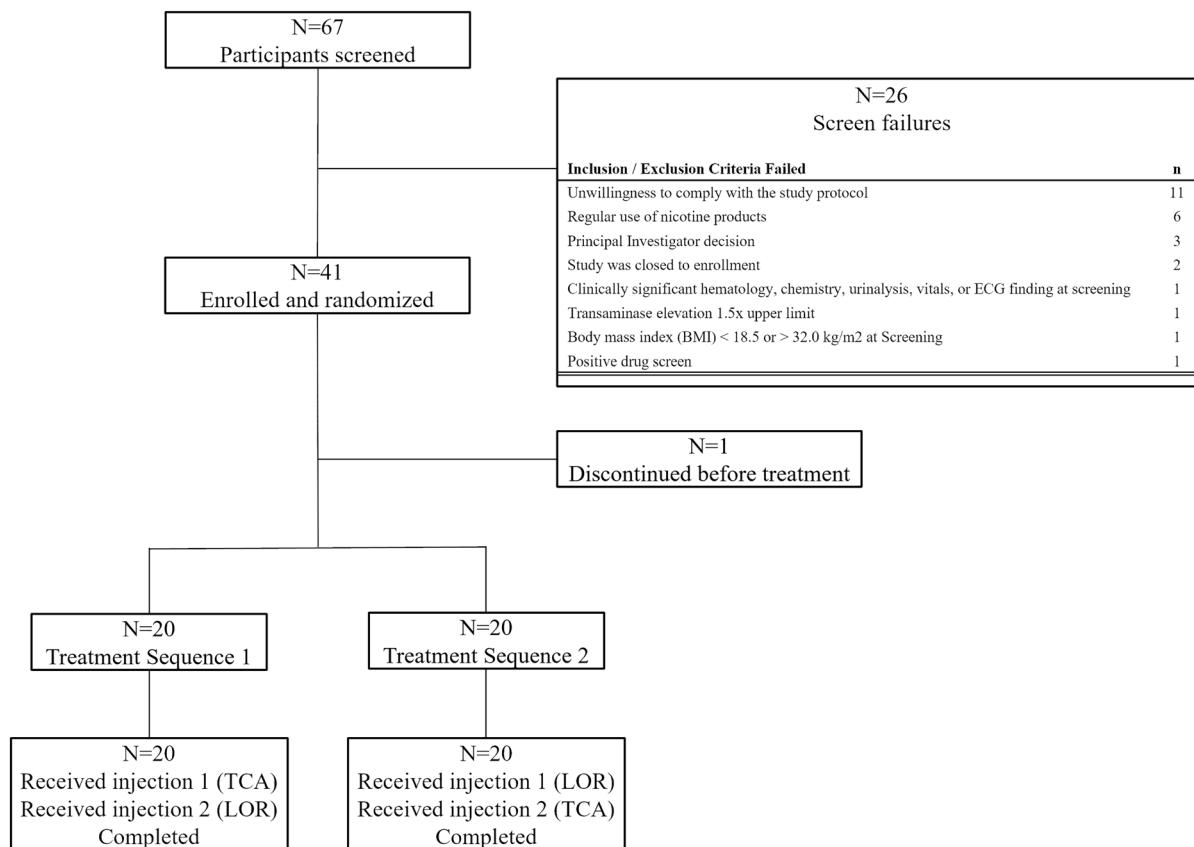 N=67
Participants screened
N=26
Screen failures
Inclusion / Exclusion Criteria Failed n
Unwillingness to comply with the study protocol 11
Regular use of nicotine products 6
Principal Investigator decision 3
Study was closed to enrollment 2
Clinically significant hematology, chemistry, urinalysis, vitals, or ECG finding at screening 1
Transaminase elevation 1.5x upper limit 1
Body mass index (BMI) < 18.5 or > 32.0 kg/m2 at Screening 1
Positive drug screen 1
N=41
Enrolled and randomized
N=1
Discontinued before treatment
N=20
Treatment Sequence 1
N=20
Treatment Sequence 2
N=20
Received injection 1 (TCA)
Received injection 2 (LOR)
Completed
N=20
Received injection 1 (LOR)
Received injection 2 (TCA)
Completed